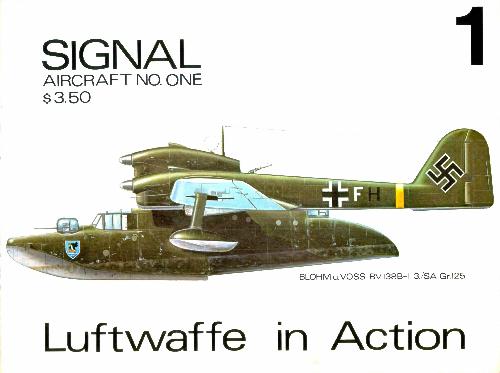 SIGNAL
AIRCRAFT NO. ONE
$3.50
1
F H
BLOHM u. VOSS BV 138B-1 3./SA Gr.125
Luftwaffe in Action